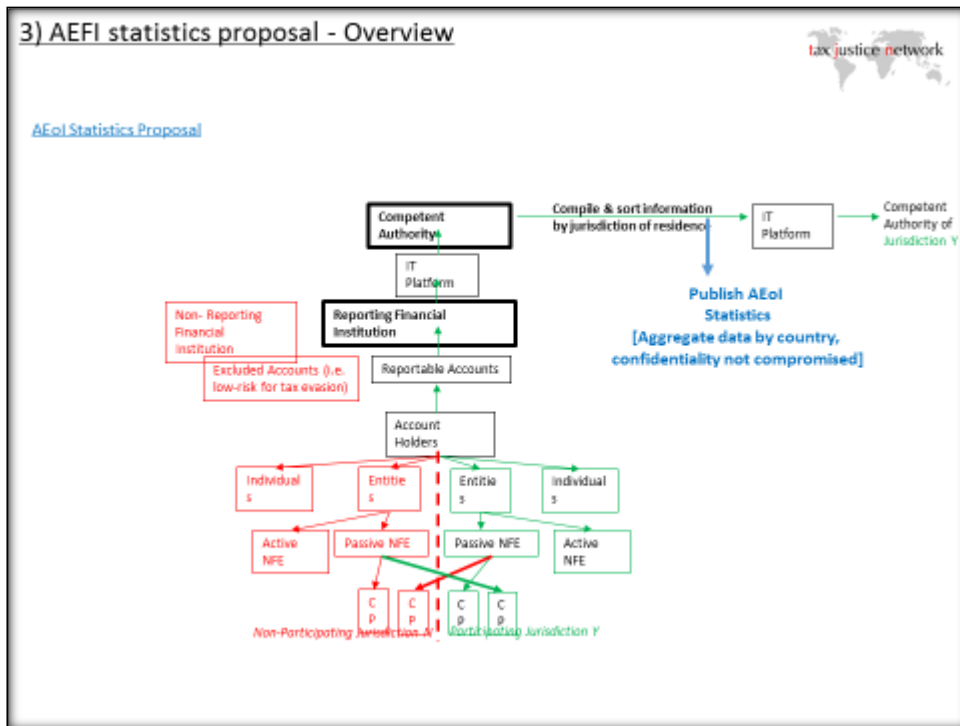 3) AEFI statistics proposal - Overview
tax justice network
AEoI Statistics Proposal
Competent
Authority
Compile & sort information
by jurisdiction of residence
IT
Platform
Competent
Authority of
Jurisdiction Y
IT
Platform
Publish AEoI
Statistics
[Aggregate data by country,
confidentiality not compromised]
Non- Reporting
Financial
Institution
Reporting Financial
Institution
Excluded Accounts (i.e.
low-risk for tax evasion)
Reportable Accounts
Account
Holders
Individual
s
Entitie
s
Entitie
s
Individual
s
Active
NFE
Passive NFE
Passive NFE
Active
NFE
C
P
C
P
C
P
C
P
Non-Participating Jurisdiction N
Participating Jurisdiction Y